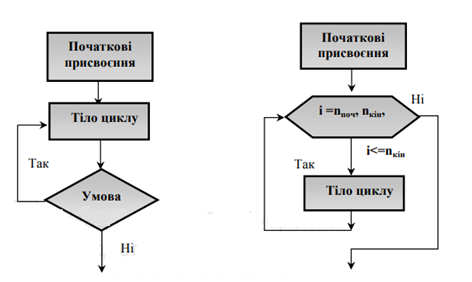 Початкові
присвоєння
Тіло циклу
Так
Умова
Ні
Початкові
присвоєння
Ні
i =nпоч, nкін,
i<=nкін
Так
Тіло циклу